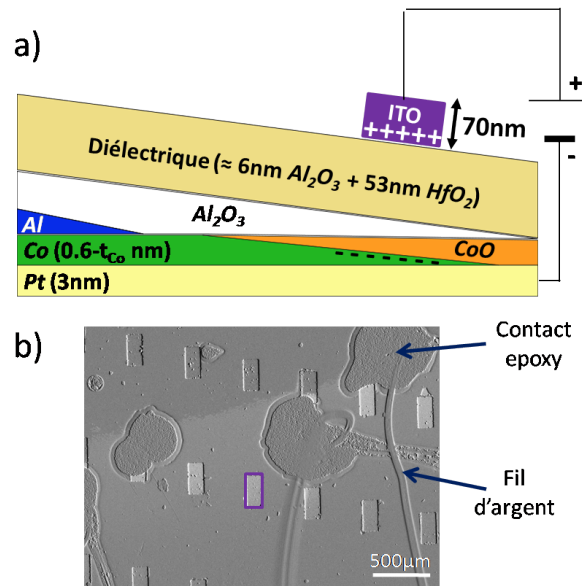 a)
ITO
+++++
70nm
+
-
Diélectrique (≈ 6nm Al₂O₃ + 53nm HfO₂)
Al₂O₃
Al
Co (0.6-t_Co nm)
CoO
Pt (3nm)
b)
Contact
epoxy
Fil
d'argent
500µm